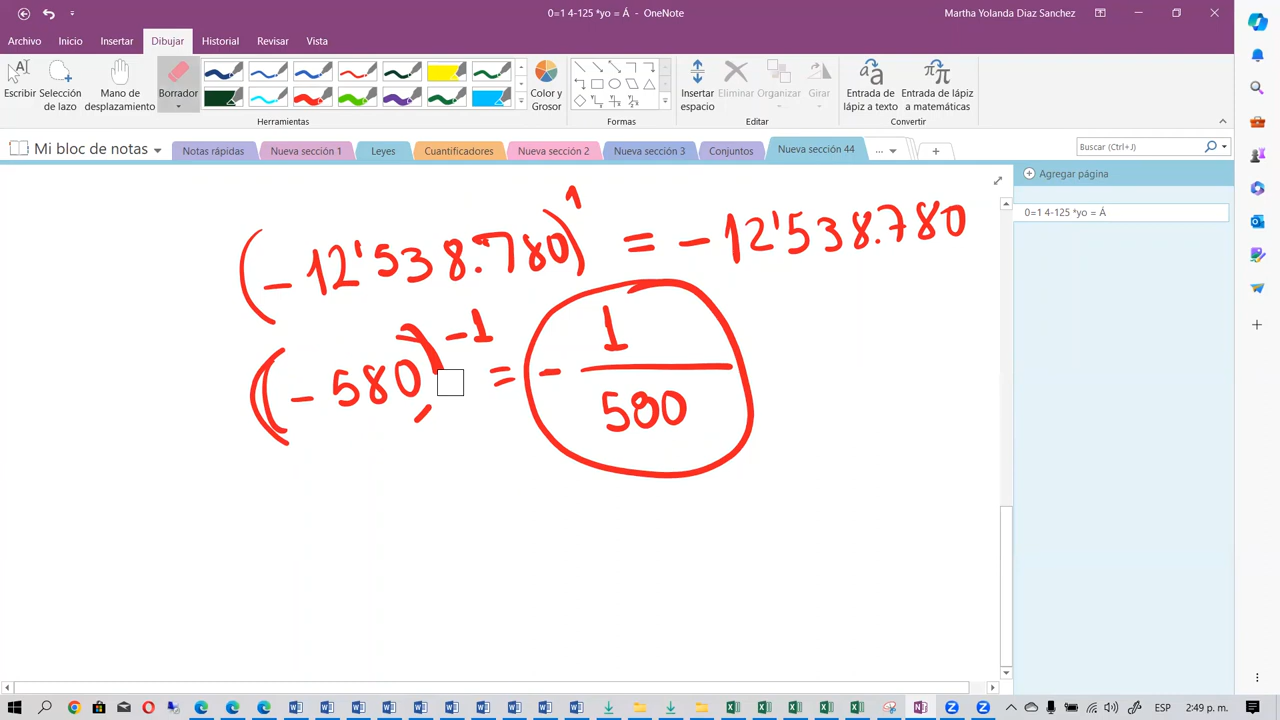 0=1 4-125 *yo = Á - OneNote
Martha Yolanda Diaz Sanchez
Archivo Inicio Insertar Dibujar Historial Revisar Vista
Escribir
Selección de lazo
Mano de desplazamiento
Borrador
Color y Grosor
Insertar espacio
Eliminar
Organizar
Girar
Entrada de lápiz a texto
Entrada de lápiz a matemáticas
Herramientas Formas Editar Convertir
Mi bloc de notas
Notas rápidas Nueva sección 1 Leyes Cuantificadores Nueva sección 2 Nueva sección 3 Conjuntos Nueva sección 44
Buscar (Ctrl+J)
Agregar página
0=1 4-125 *yo = Á
(-12'538.780)^1 = -12'538.780
((-580)^-1 = - 1/580
ESP 2:49 p. m.